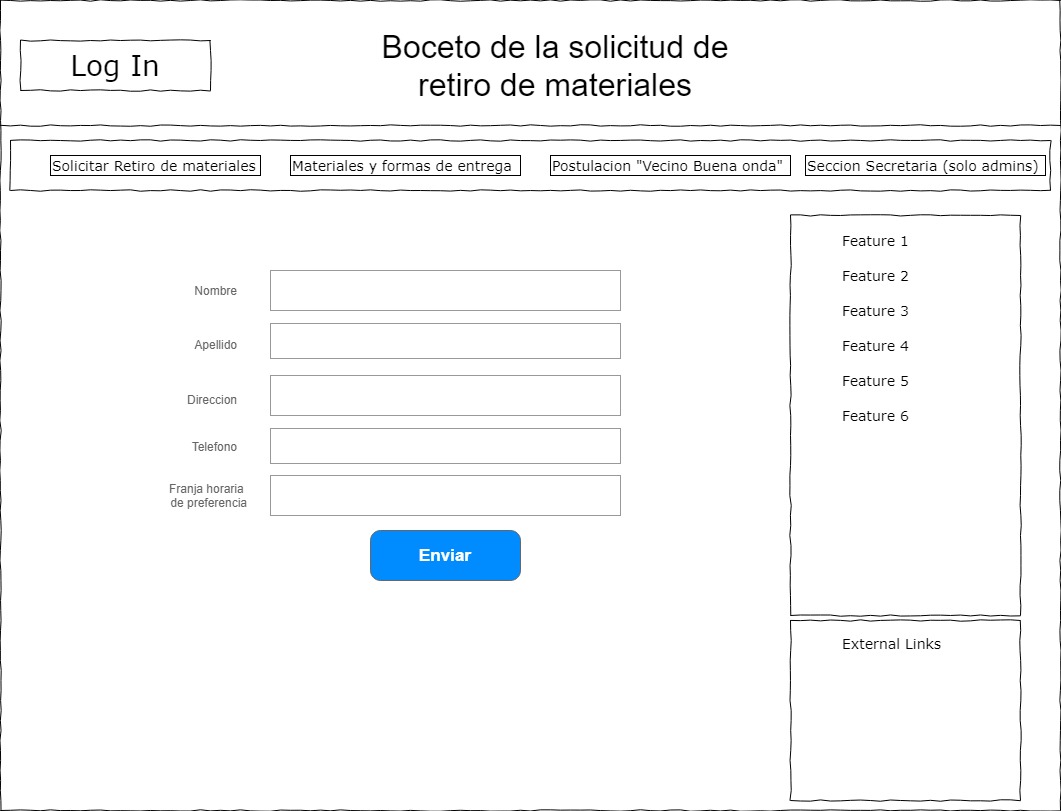 Log In
Boceto de la solicitud de
retiro de materiales
Solicitar Retiro de materiales
Materiales y formas de entrega
Postulacion "Vecino Buena onda"
Seccion Secretaria (solo admins)
Nombre
Apellido
Direccion
Telefono
Franja horaria
de preferencia
Enviar
Feature 1
Feature 2
Feature 3
Feature 4
Feature 5
Feature 6
External Links